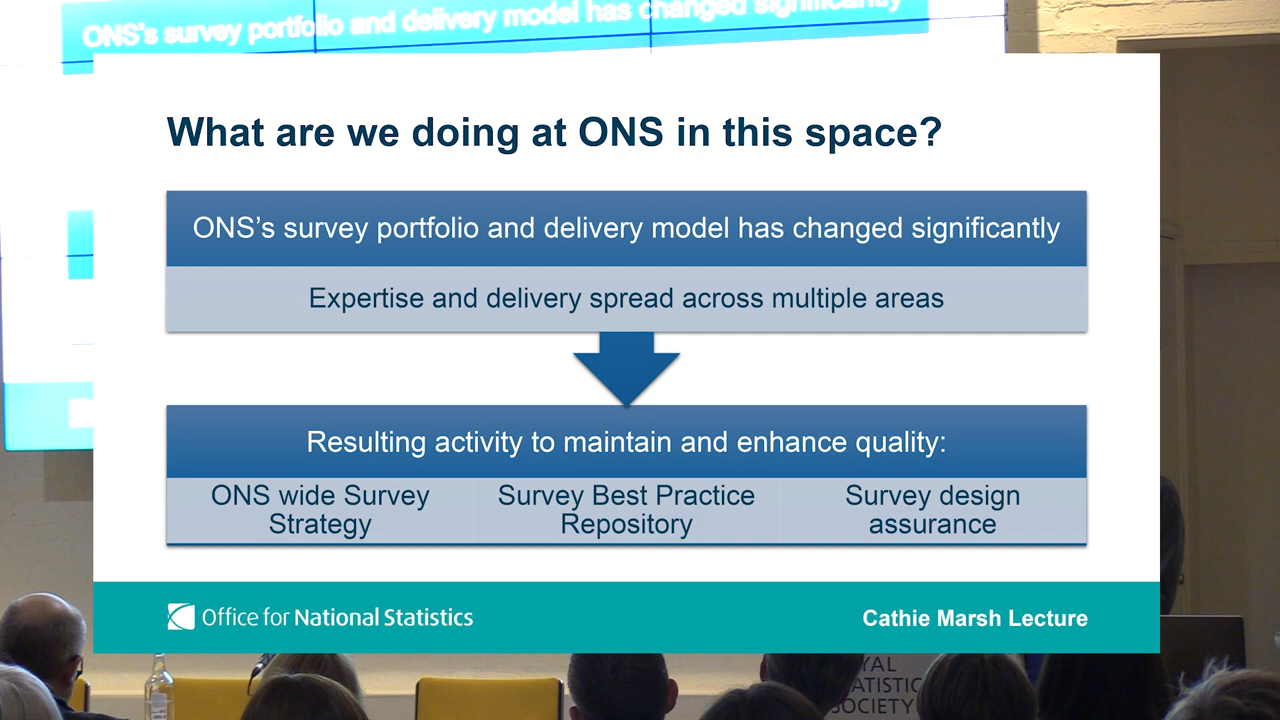 ONS's survey portfolio and delivery model has changed significantly
What are we doing at ONS in this space?
ONS’s survey portfolio and delivery model has changed significantly
Expertise and delivery spread across multiple areas
Resulting activity to maintain and enhance quality:
ONS wide Survey
Strategy
Survey Best Practice
Repository
Survey design
assurance
Office for National Statistics
Cathie Marsh Lecture
YAL
ATISTIC
SOCIETY